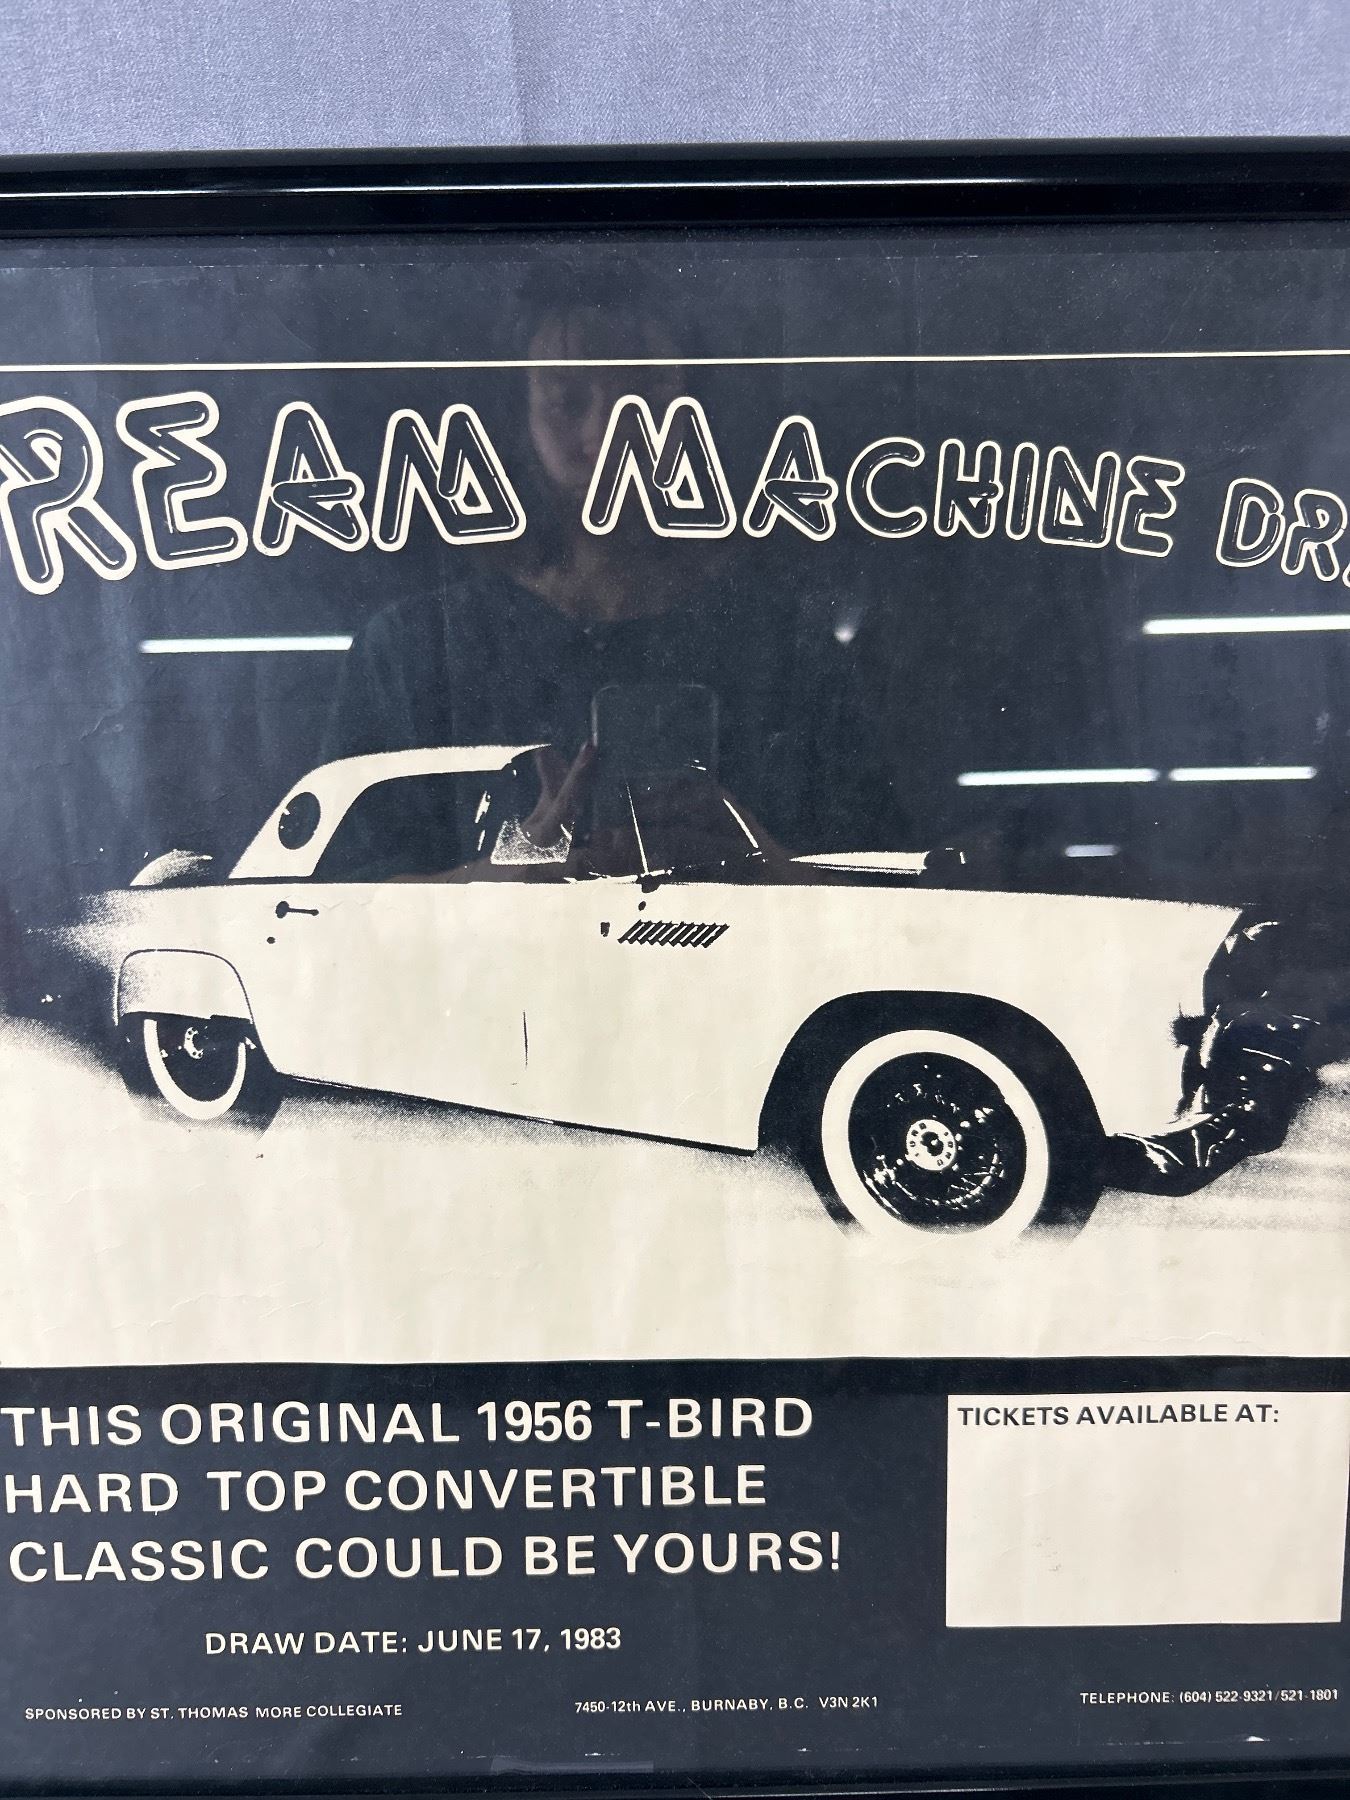 REAM MACHINE DR
THIS ORIGINAL 1956 T-BIRD
HARD TOP CONVERTIBLE
CLASSIC COULD BE YOURS!
DRAW DATE: JUNE 17, 1983
TICKETS AVAILABLE AT:
SPONSORED BY ST. THOMAS MORE COLLEGIATE
7450-12th AVE., BURNABY, B.C. V3N 2K1
TELEPHONE: (604) 522-9321/521-1801